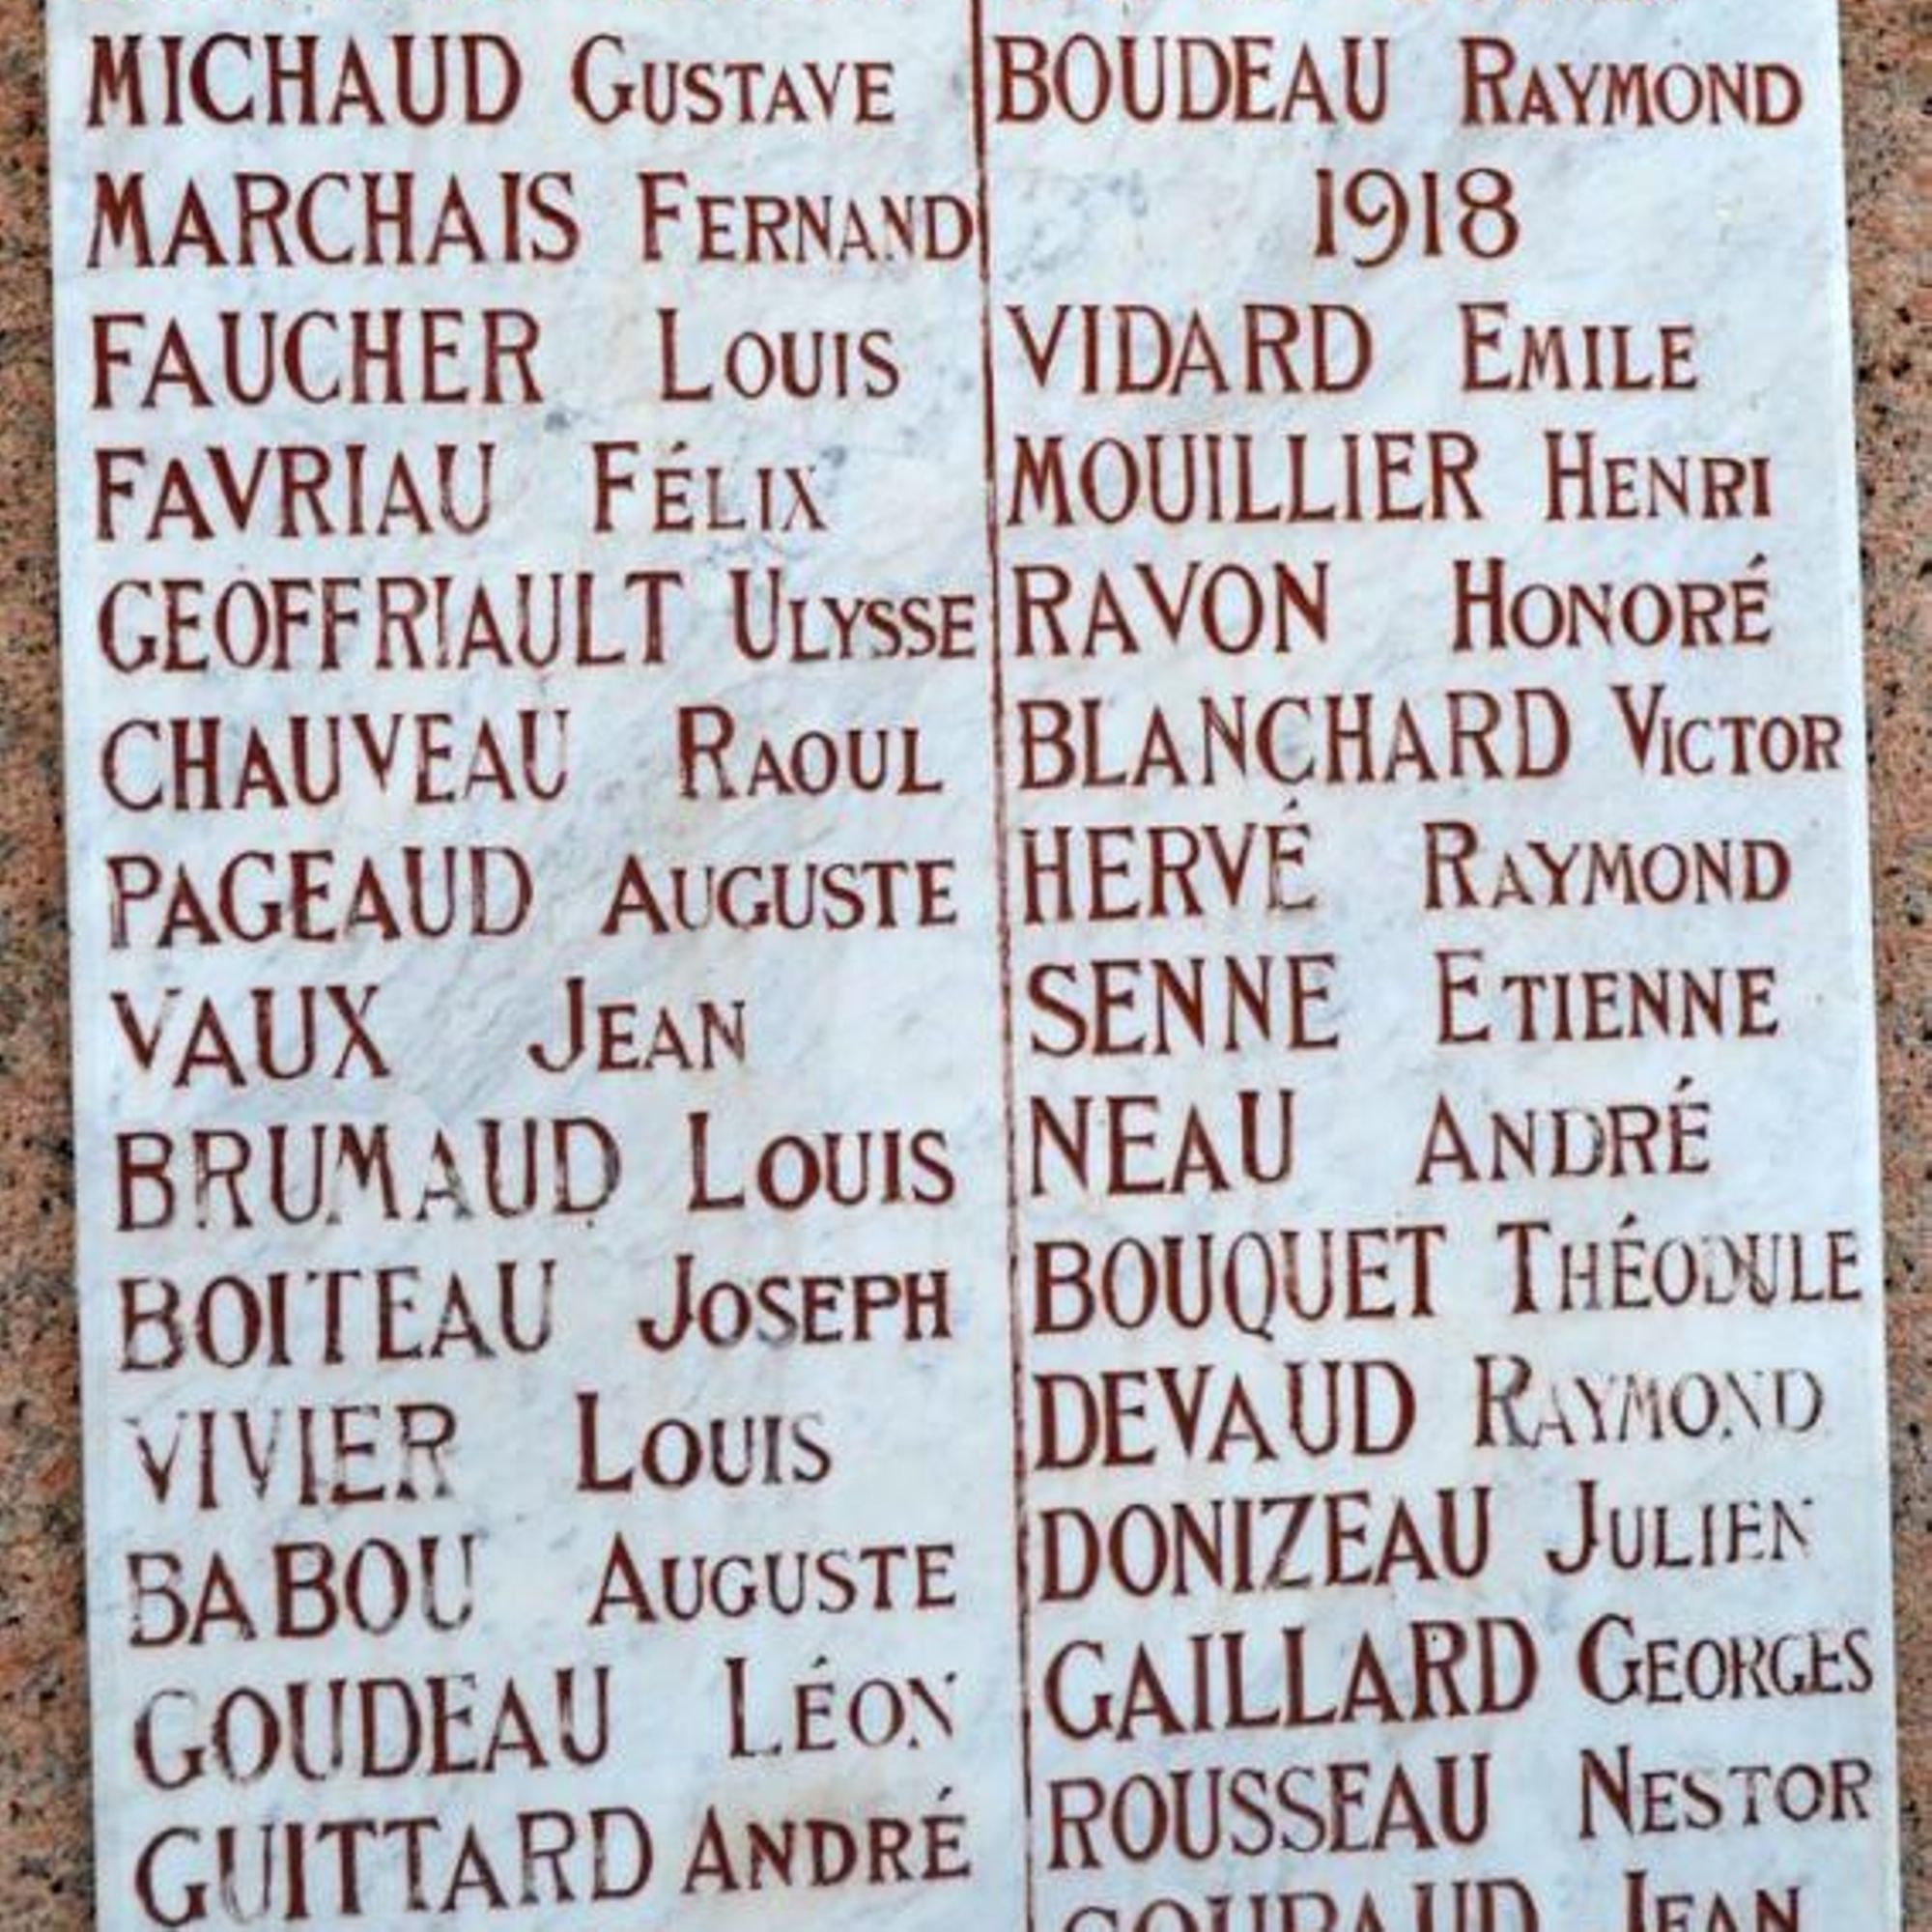 MICHAUD GUSTAVE
MARCHAIS FERNAND
FAUCHER LOUIS
FAVRIAU FÉLIX
GEOFFRIAULT ULYSSE
CHAUVEAU RAOUL
PAGEAUD AUGUSTE
VAUX JEAN
BRUMAUD LOUIS
BOITEAU JOSEPH
VIVIER LOUIS
BABOU AUGUSTE
GOUDEAU LÉON
GUITTARD ANDRÉ
BOUDEAU RAYMOND
1918
VIDARD EMILE
MOUILLIER HENRI
RAVON HONORÉ
BLANCHARD VICTOR
HERVÉ RAYMOND
SENNE ETIENNE
NEAU ANDRÉ
BOUQUET THÉODULE
DEVAUD RAYMOND
DONIZEAU JULIEN
GAILLARD GEORGES
ROUSSEAU NESTOR
JEAN